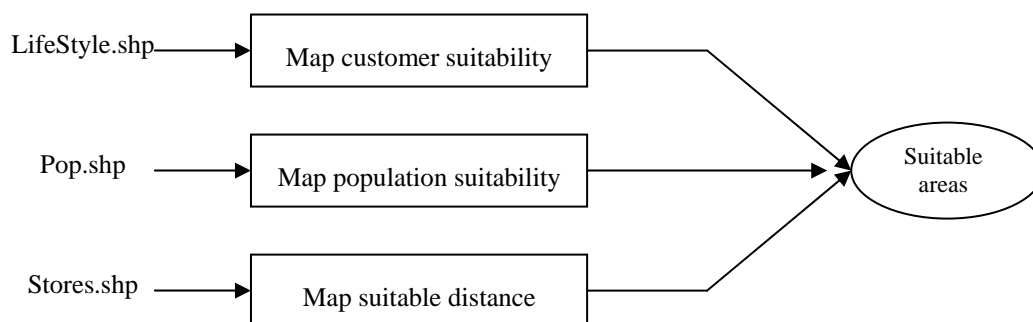 LifeStyle.shp
Map customer suitability
Pop.shp
Map population suitability
Suitable
areas
Stores.shp
Map suitable distance